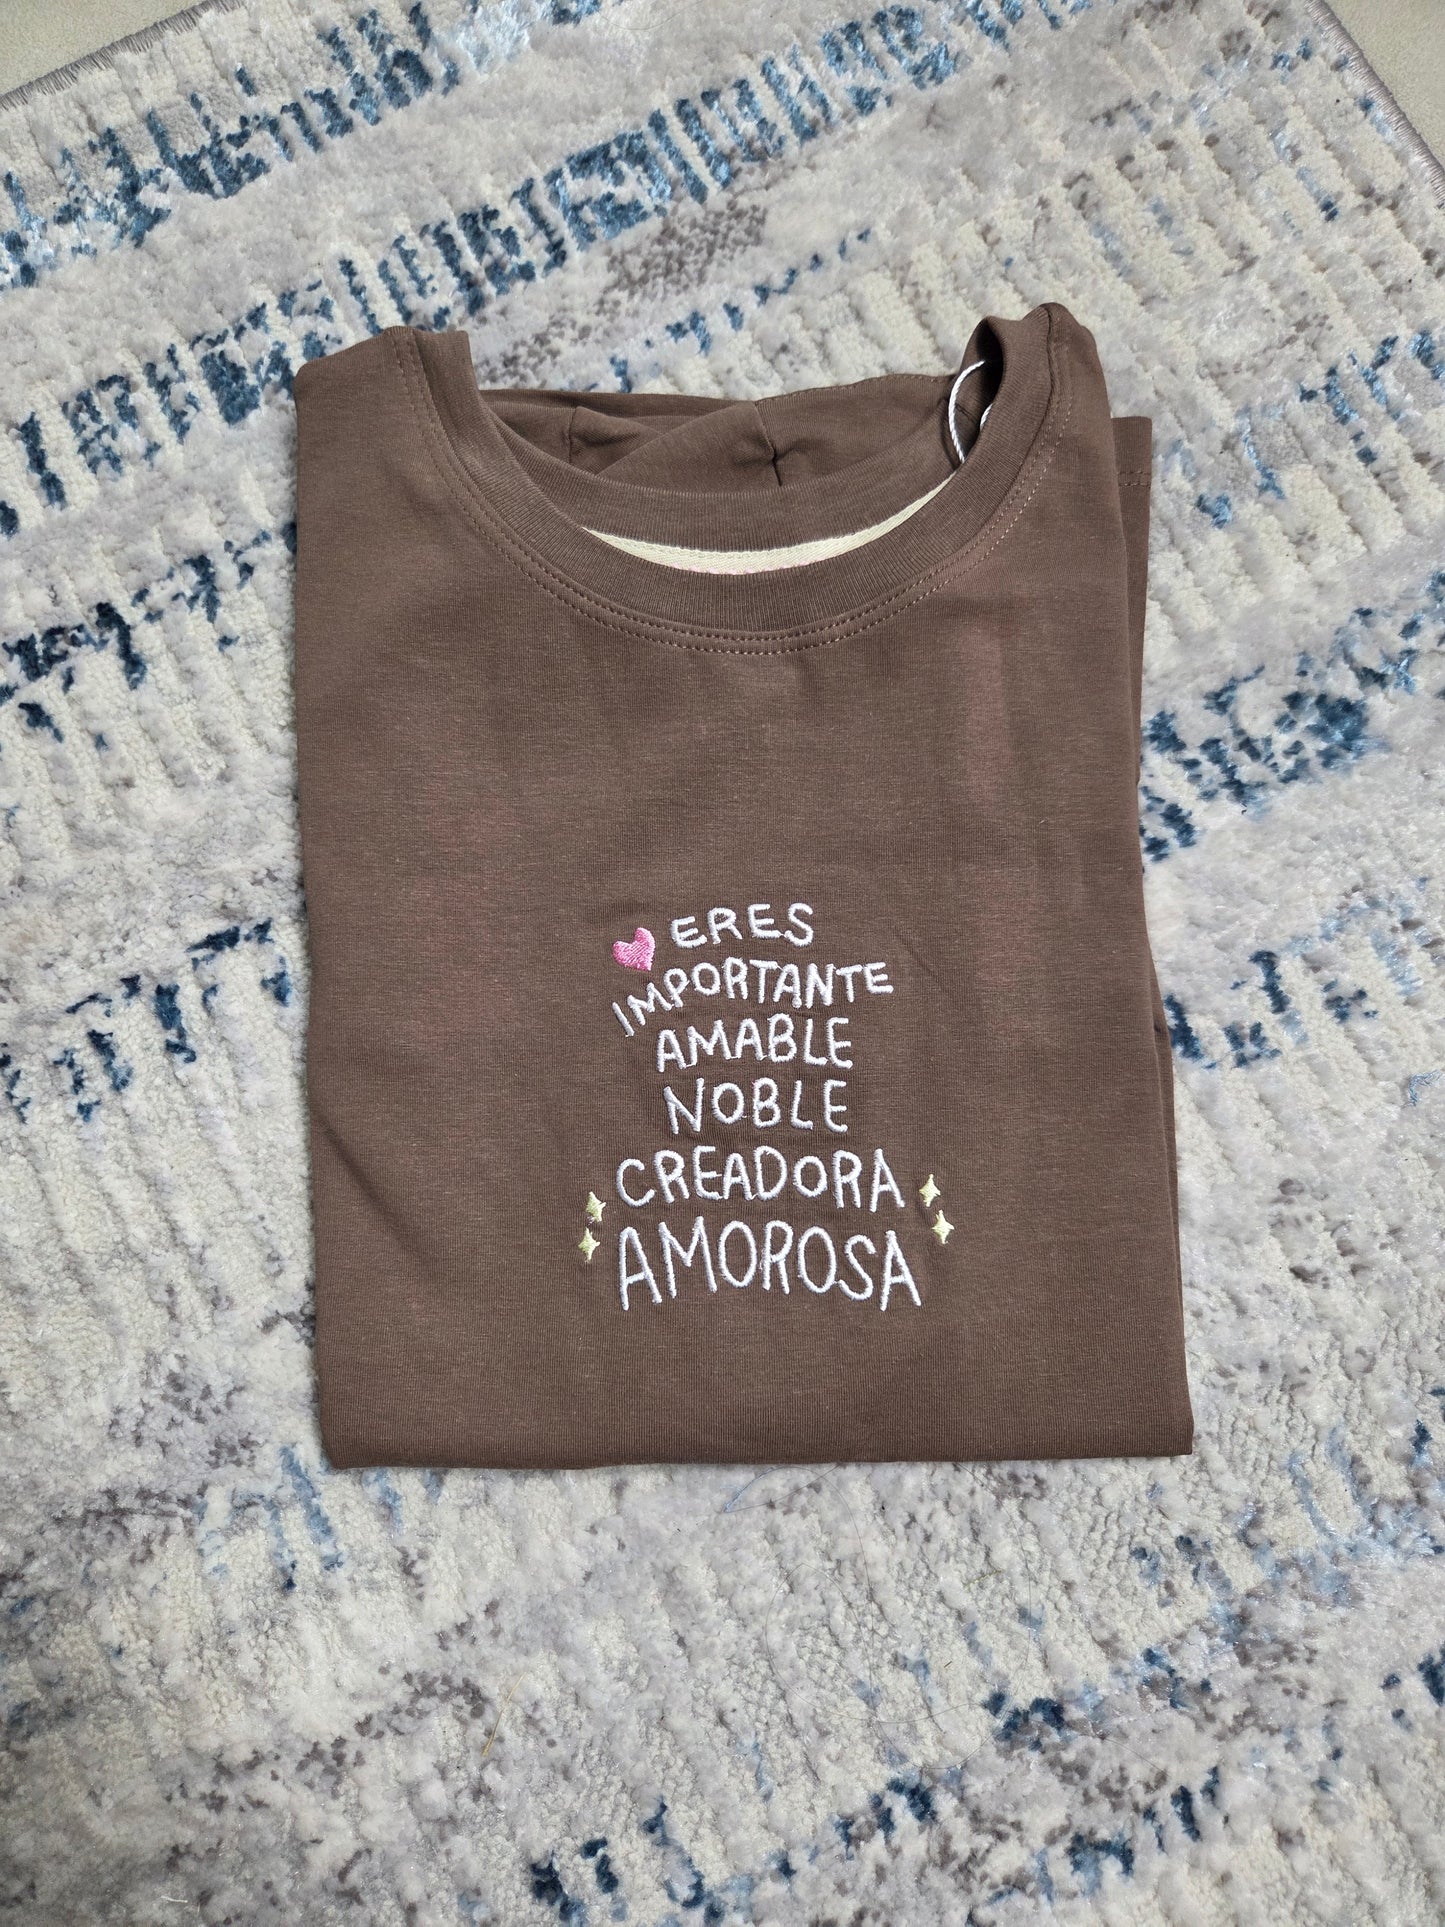 ERES
IMPORTANTE
AMABLE
NOBLE
CREADORA
AMOROSA